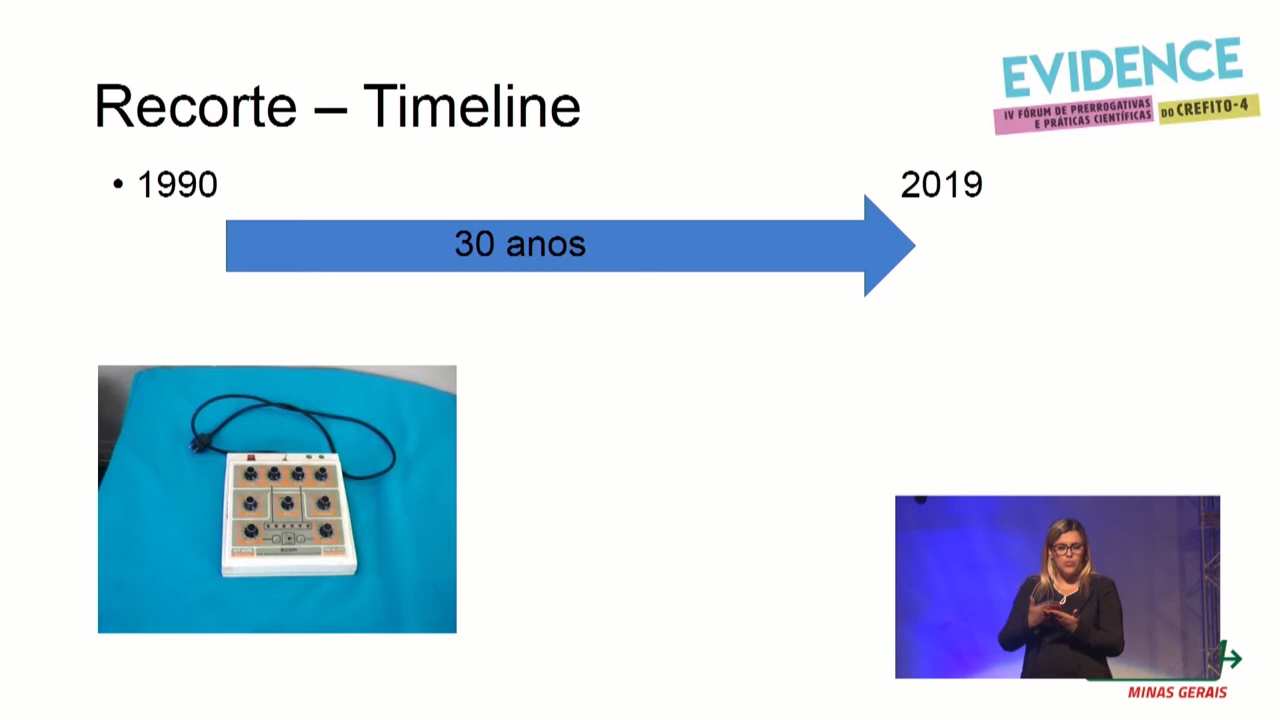 Recorte – Timeline
EVIDENCE
IV FÓRUM DE PRERROGATIVAS
E PRÁTICAS CIENTÍFICAS
DO CREFITO-4
• 1990
2019
30 anos
MINAS GERAIS